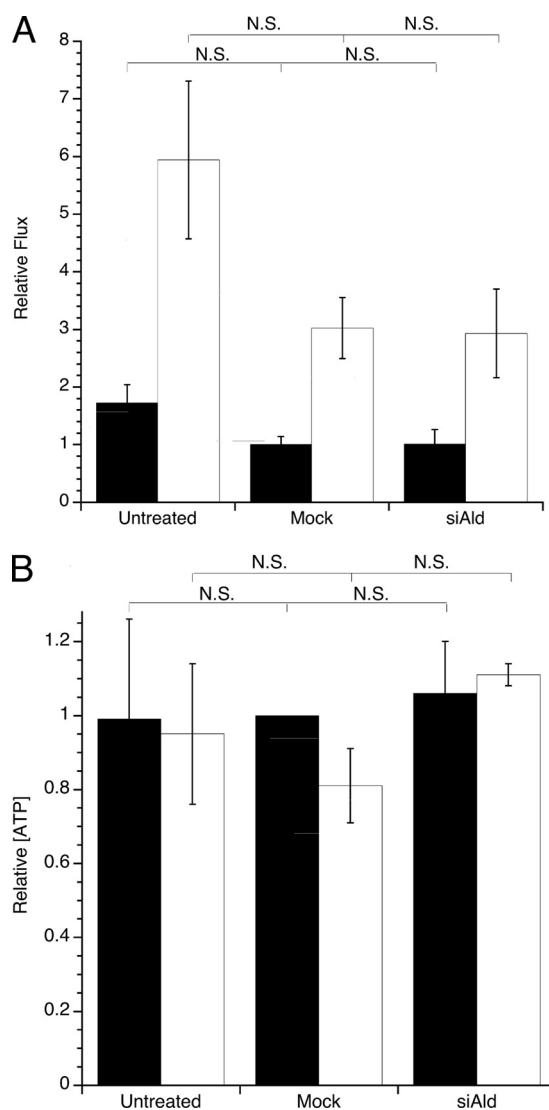 A
N.S. N.S.
N.S. N.S.
8
7
6
5
4
3
2
1
0
Relative Flux
Untreated Mock siAld
B
N.S. N.S.
N.S. N.S.
1.2
1
0.8
0.6
0.4
0.2
0
Relative [ATP]
Untreated Mock siAld